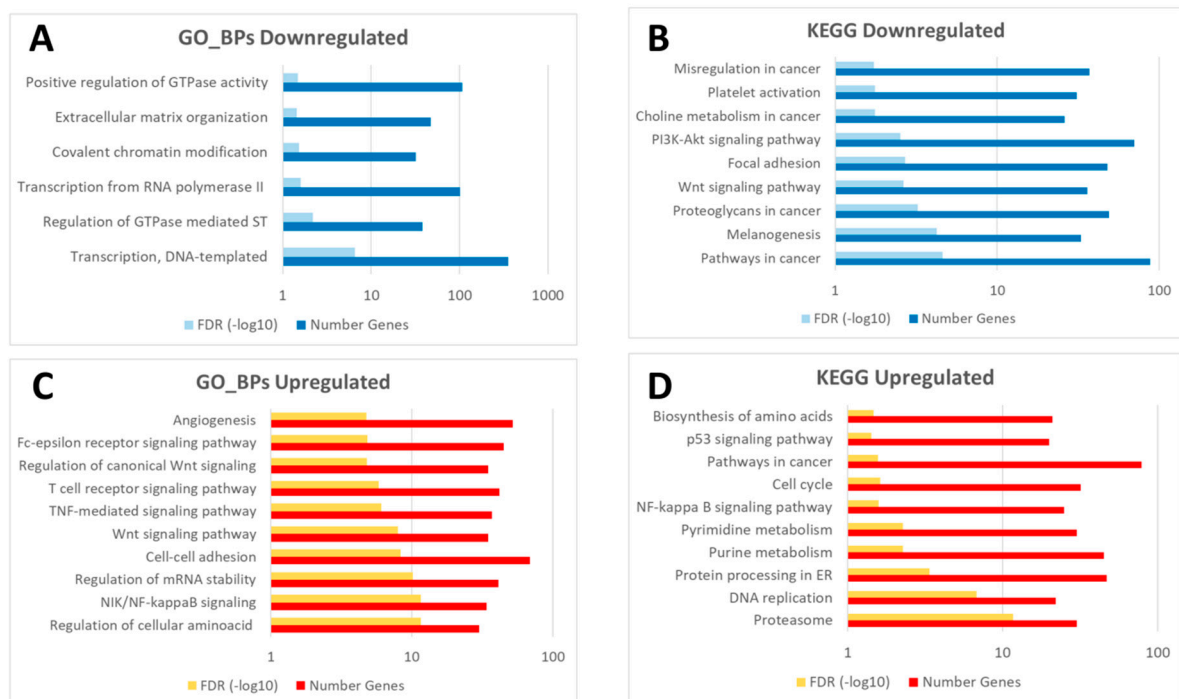 A
GO_BPs Downregulated
Positive regulation of GTPase activity
Extracellular matrix organization
Covalent chromatin modification
Transcription from RNA polymerase II
Regulation of GTPase mediated ST
Transcription, DNA-templated
1 10 100 1000
FDR (-log10) Number Genes
B
KEGG Downregulated
Misregulation in cancer
Platelet activation
Choline metabolism in cancer
PI3K-Akt signaling pathway
Focal adhesion
Wnt signaling pathway
Proteoglycans in cancer
Melanogenesis
Pathways in cancer
1 10 100
FDR (-log10) Number Genes
C
GO_BPs Upregulated
Angiogenesis
Fc-epsilon receptor signaling pathway
Regulation of canonical Wnt signaling
T cell receptor signaling pathway
TNF-mediated signaling pathway
Wnt signaling pathway
Cell-cell adhesion
Regulation of mRNA stability
NIK/NF-kappaB signaling
Regulation of cellular aminoacid
1 10 100
FDR (-log10) Number Genes
D
KEGG Upregulated
Biosynthesis of amino acids
p53 signaling pathway
Pathways in cancer
Cell cycle
NF-kappa B signaling pathway
Pyrimidine metabolism
Purine metabolism
Protein processing in ER
DNA replication
Proteasome
1 10 100
FDR (-log10) Number Genes